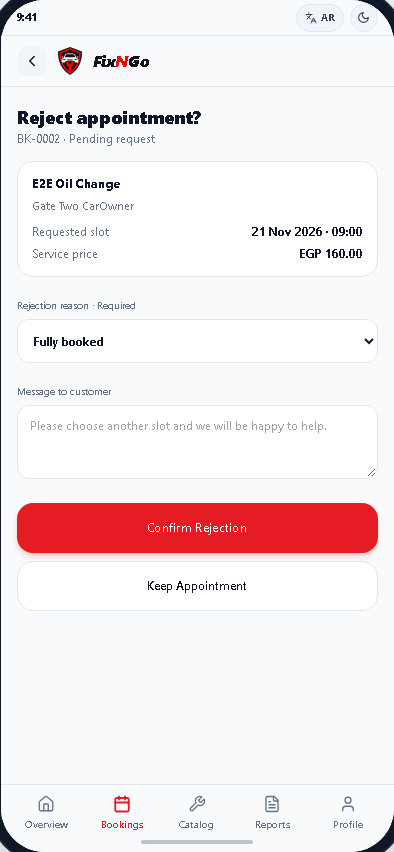 9:41
AR
FixNGo
Reject appointment?
BK-0002 · Pending request
E2E Oil Change
Gate Two CarOwner
Requested slot 21 Nov 2026 · 09:00
Service price EGP 160.00
Rejection reason · Required
Fully booked
Message to customer
Please choose another slot and we will be happy to help.
Confirm Rejection
Keep Appointment
Overview Bookings Catalog Reports Profile